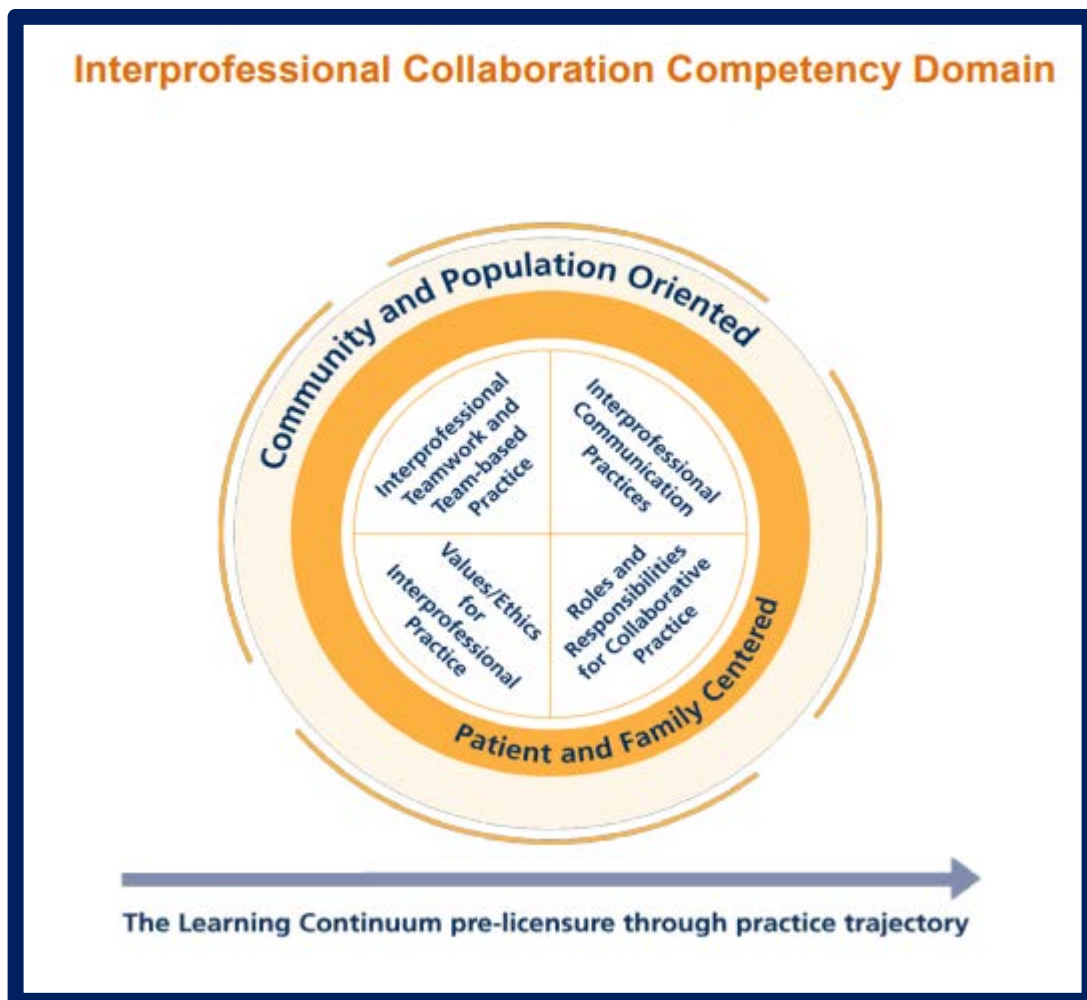 Interprofessional Collaboration Competency Domain
Community and Population Oriented
Interprofessional
Teamwork and
Team-based
Practice
Interprofessional
Communication
Practices
Values/Ethics
for
Interprofessional
Practice
Roles and
Responsibilities
for Collaborative
Practice
Patient and Family Centered
The Learning Continuum pre-licensure through practice trajectory